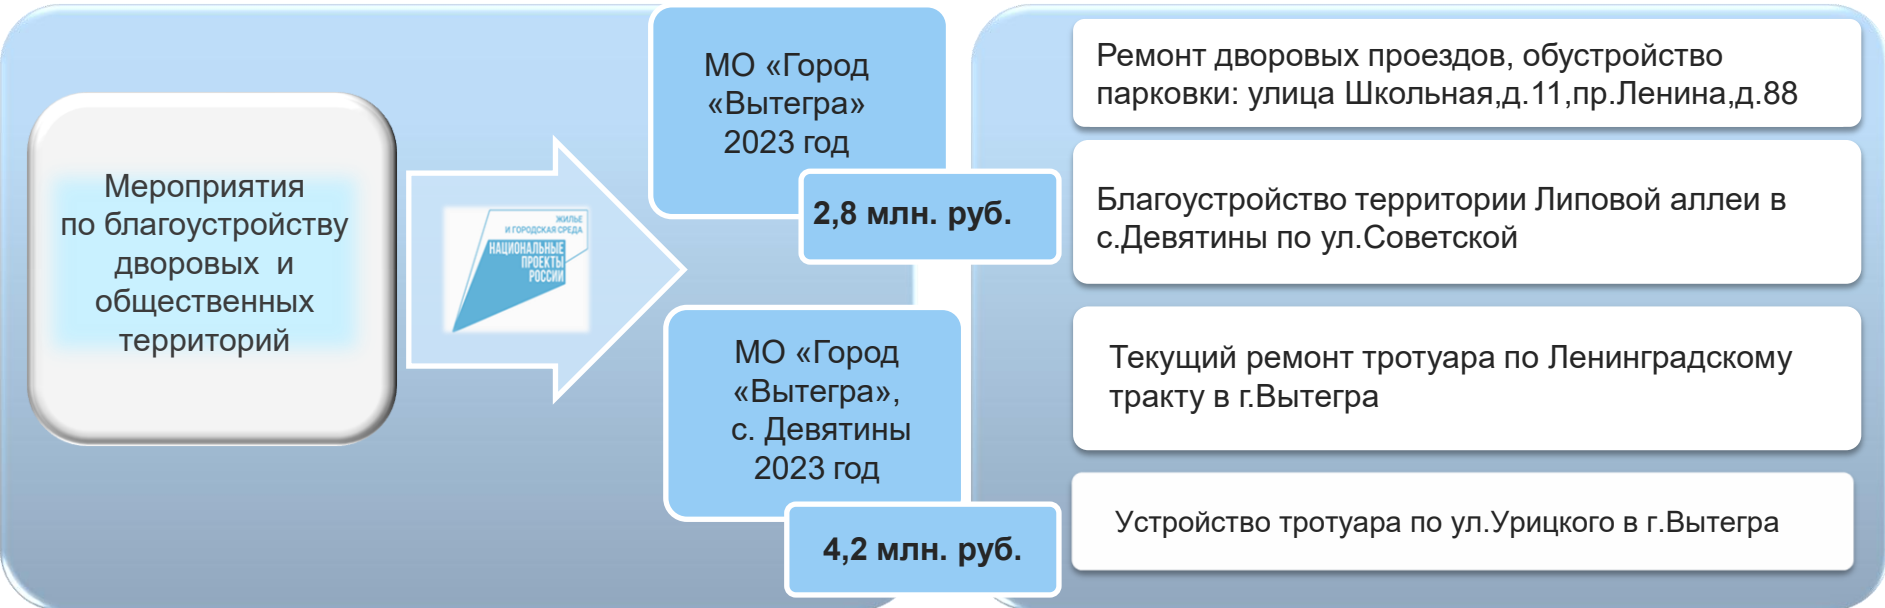 Мероприятия
по благоустройству
дворовых и
общественных
территорий
ЖИЛЬЕ
И ГОРОДСКАЯ СРЕДА
НАЦИОНАЛЬНЫЕ
ПРОЕКТЫ
РОССИИ
МО «Город
«Вытегра»
2023 год
2,8 млн. руб.
МО «Город
«Вытегра»,
с. Девятины
2023 год
4,2 млн. руб.
Ремонт дворовых проездов, обустройство
парковки: улица Школьная,д.11,пр.Ленина,д.88
Благоустройство территории Липовой аллеи в
с.Девятины по ул.Советской
Текущий ремонт тротуара по Ленинградскому
тракту в г.Вытегра
Устройство тротуара по ул.Урицкого в г.Вытегра